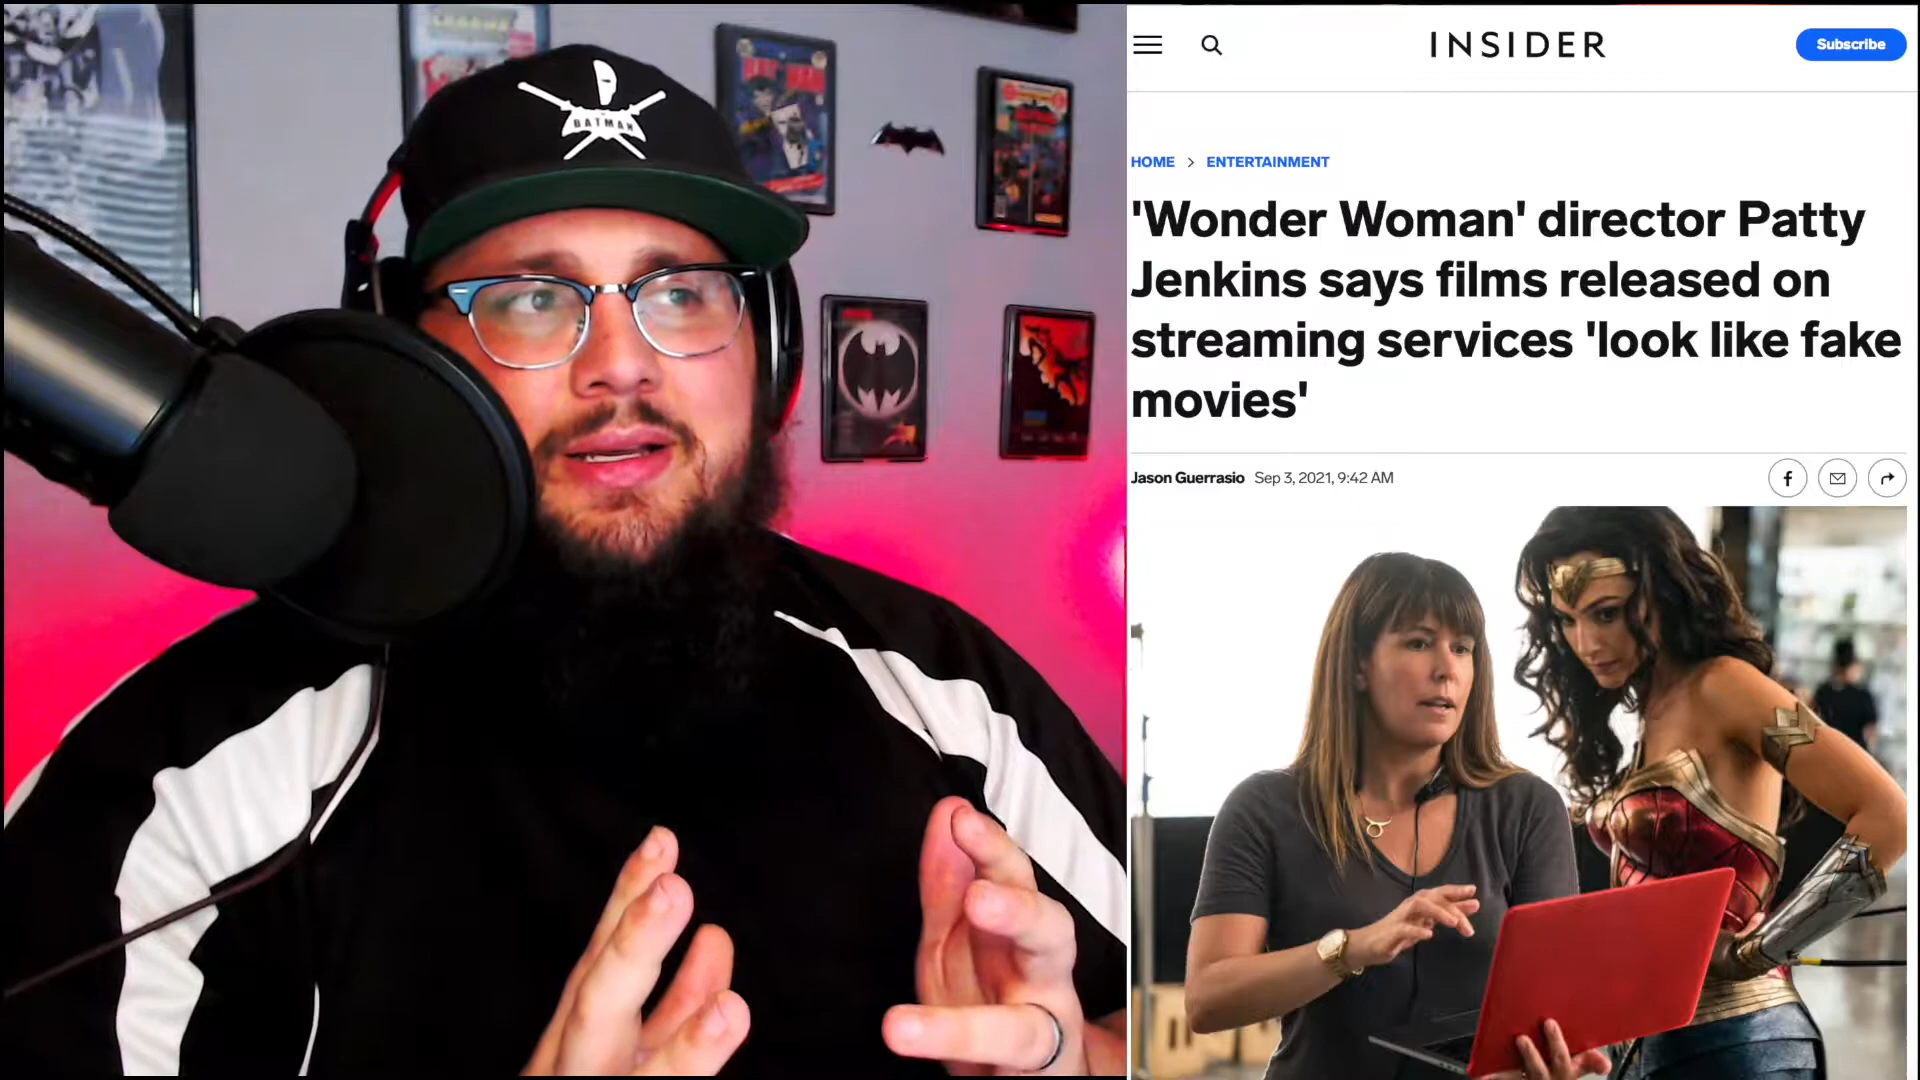 BATMAN
INSIDER
Subscribe
HOME > ENTERTAINMENT
'Wonder Woman' director Patty
Jenkins says films released on
streaming services 'look like fake
movies'
Jason Guerrasio Sep 3, 2021, 9:42 AM